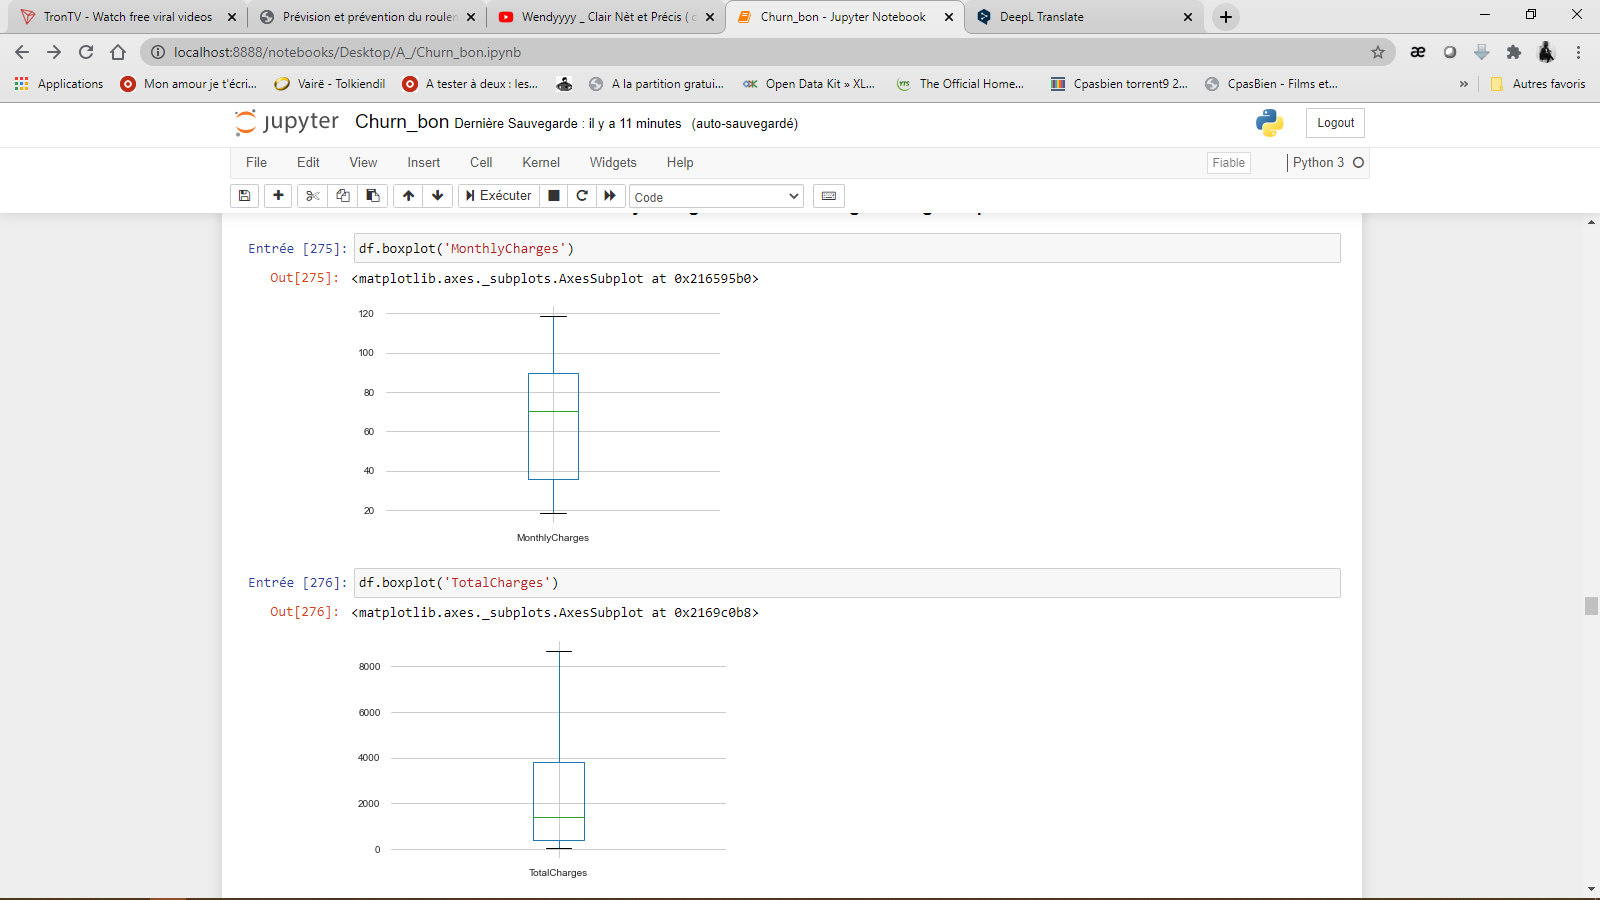 TronTV - Watch free viral videos
Prévision et prévention du rouler
Wendyyyy _ Clair Nèt et Précis ( c
Churn_bon - Jupyter Notebook
DeepL Translate
localhost:8888/notebooks/Desktop/A_/Churn_bon.ipynb
Applications
Mon amour je t'écri...
Vairë - Tolkiendil
A tester à deux : les...
A la partition gratui...
Open Data Kit » XL...
The Official Home...
Cpasbien torrent9 2...
CpasBien - Films et...
» Autres favoris
jupyter Churn_bon Dernière Sauvegarde : il y a 11 minutes (auto-sauvegardé)
Logout
File Edit View Insert Cell Kernel Widgets Help
Fiable
Python 3
Exécuter
Code
Entrée [275]: df.boxplot('MonthlyCharges')
Out[275]: <matplotlib.axes._subplots.AxesSubplot at 0x216595b0>
120
100
80
60
40
20
MonthlyCharges
Entrée [276]: df.boxplot('TotalCharges')
Out[276]: <matplotlib.axes._subplots.AxesSubplot at 0x2169c0b8>
8000
6000
4000
2000
0
TotalCharges